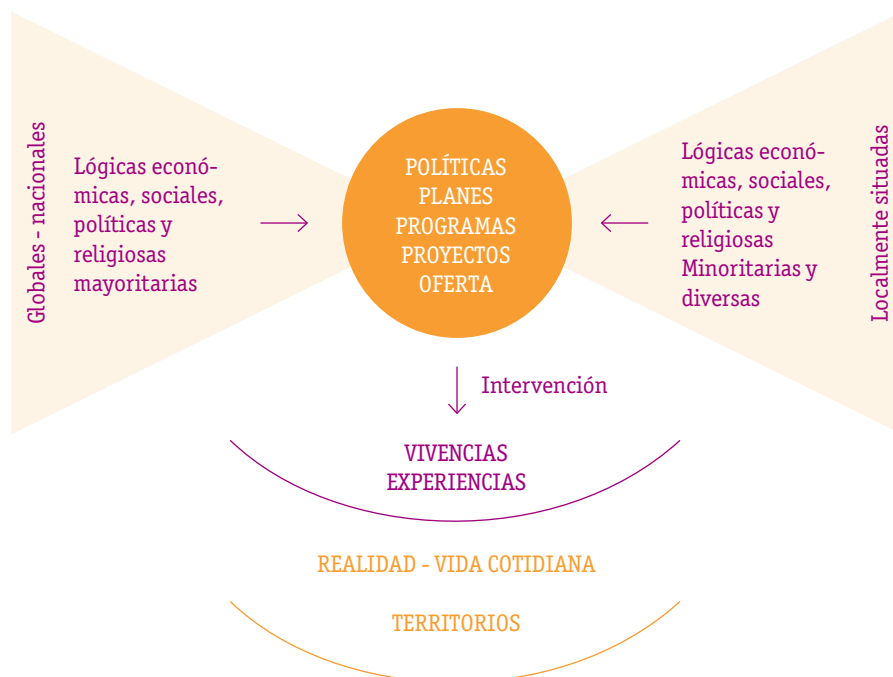 Globales - nacionales
Lógicas econó-
micas, sociales,
políticas y
religiosas
mayoritarias
POLÍTICAS
PLANES
PROGRAMAS
PROYECTOS
OFERTA
Lógicas econó-
micas, sociales,
políticas y
religiosas
Minoritarias y
diversas
Localmente situadas
Intervención
VIVENCIAS
EXPERIENCIAS
REALIDAD - VIDA COTIDIANA
TERRITORIOS